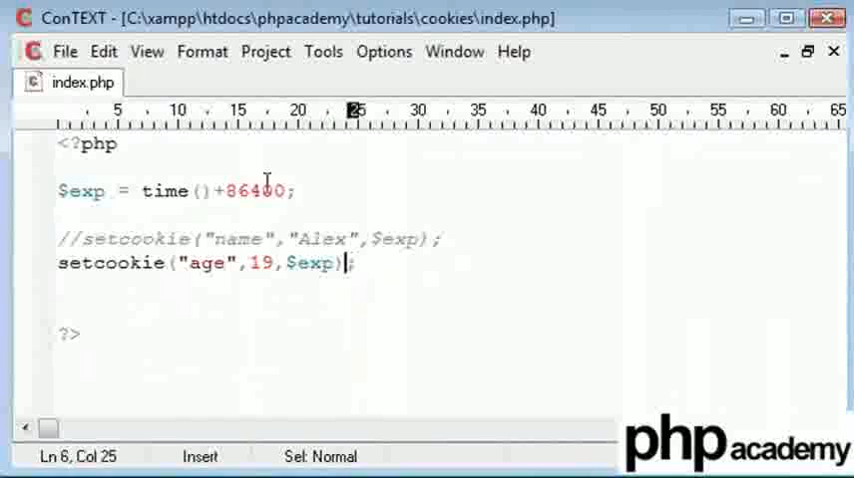 ConTEXT - [C:\xampp\htdocs\phpacademy\tutorials\cookies\index.php]
File Edit View Format Project Tools Options Window Help
index.php
5 10 15 20 25 30 35 40 45 50 55 60 65
<?php
$exp = time()+86400;
//setcookie("name","Alex",$exp);
setcookie("age",19,$exp);
?>
Ln 6, Col 25 Insert Sel: Normal
php academy